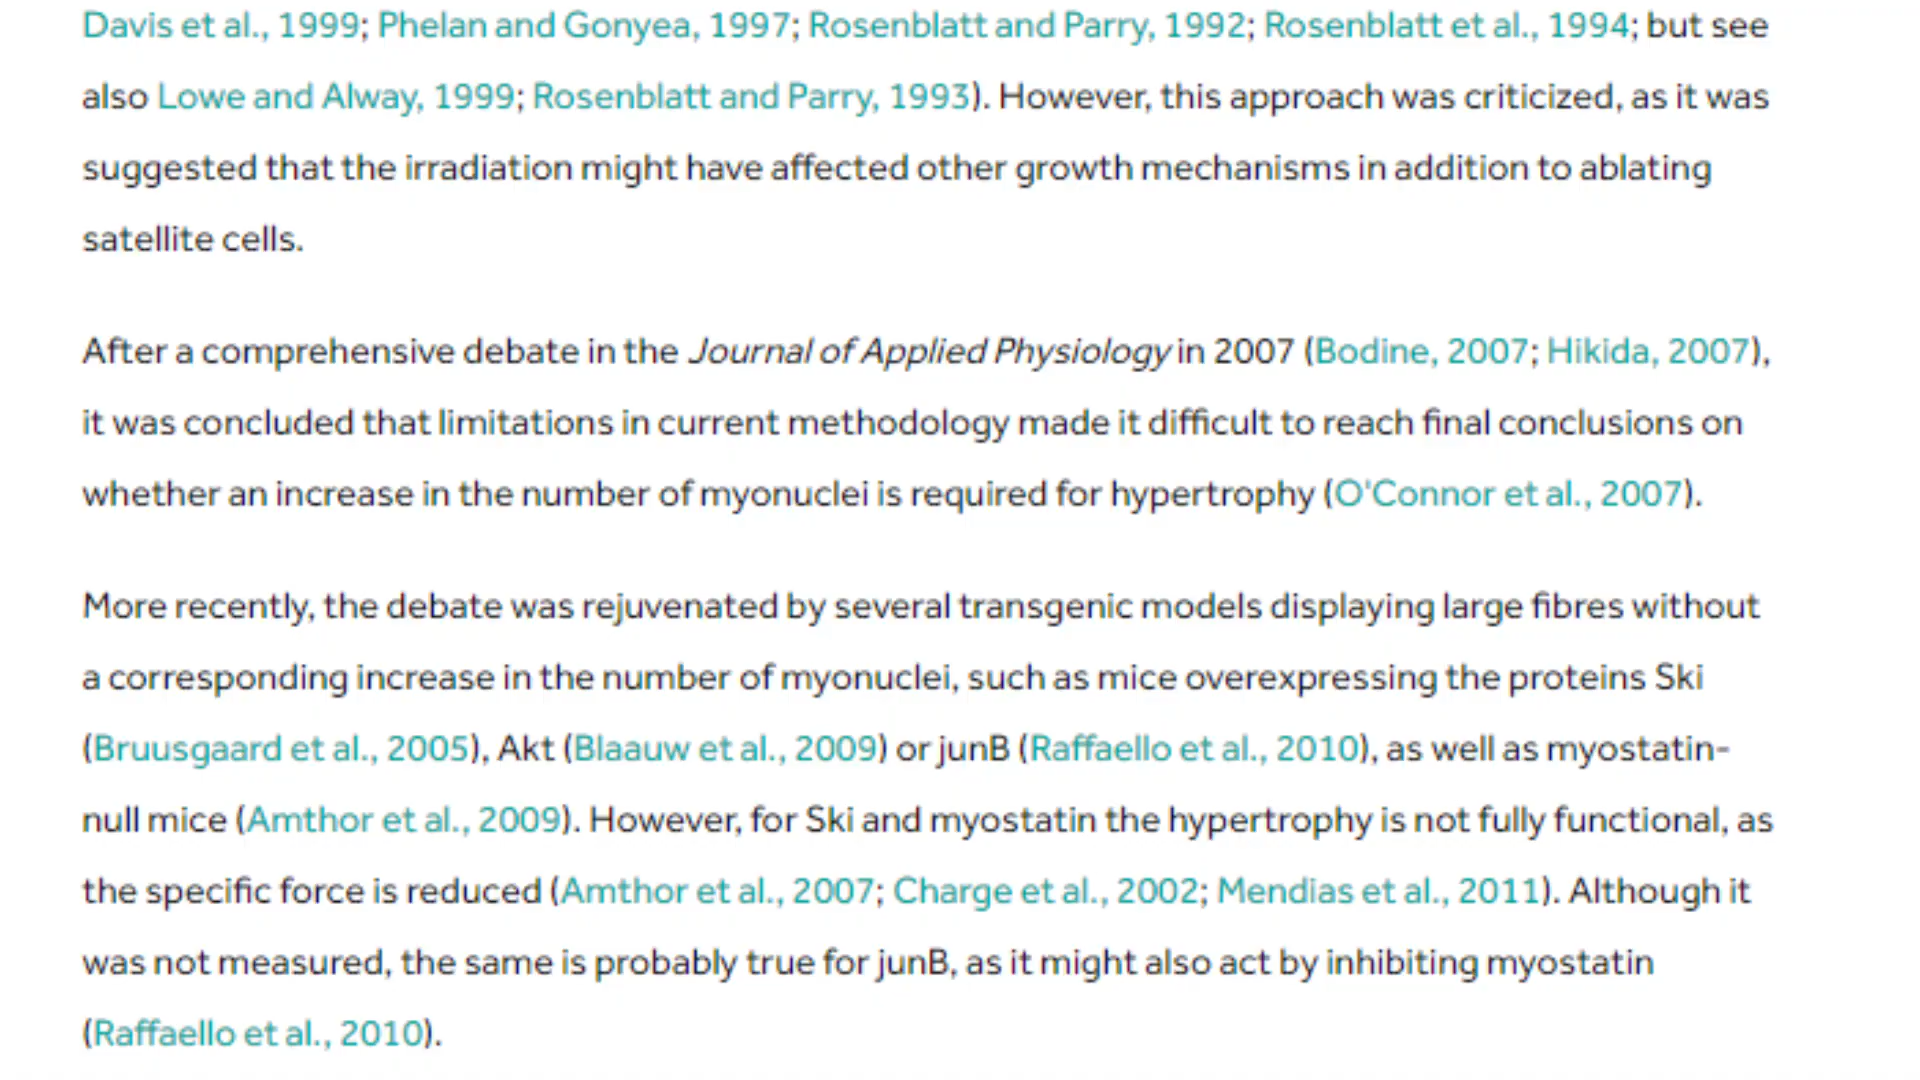 Davis et al., 1999; Phelan and Gonyea, 1997; Rosenblatt and Parry, 1992; Rosenblatt et al., 1994; but see
also Lowe and Alway, 1999; Rosenblatt and Parry, 1993). However, this approach was criticized, as it was
suggested that the irradiation might have affected other growth mechanisms in addition to ablating
satellite cells.
After a comprehensive debate in the Journal of Applied Physiology in 2007 (Bodine, 2007; Hikida, 2007),
it was concluded that limitations in current methodology made it difficult to reach final conclusions on
whether an increase in the number of myonuclei is required for hypertrophy (O'Connor et al., 2007).
More recently, the debate was rejuvenated by several transgenic models displaying large fibres without
a corresponding increase in the number of myonuclei, such as mice overexpressing the proteins Ski
(Bruusgaard et al., 2005), Akt (Blaauw et al., 2009) or junB (Raffaello et al., 2010), as well as myostatin-
null mice (Amthor et al., 2009). However, for Ski and myostatin the hypertrophy is not fully functional, as
the specific force is reduced (Amthor et al., 2007; Charge et al., 2002; Mendias et al., 2011). Although it
was not measured, the same is probably true for junB, as it might also act by inhibiting myostatin
(Raffaello et al., 2010).